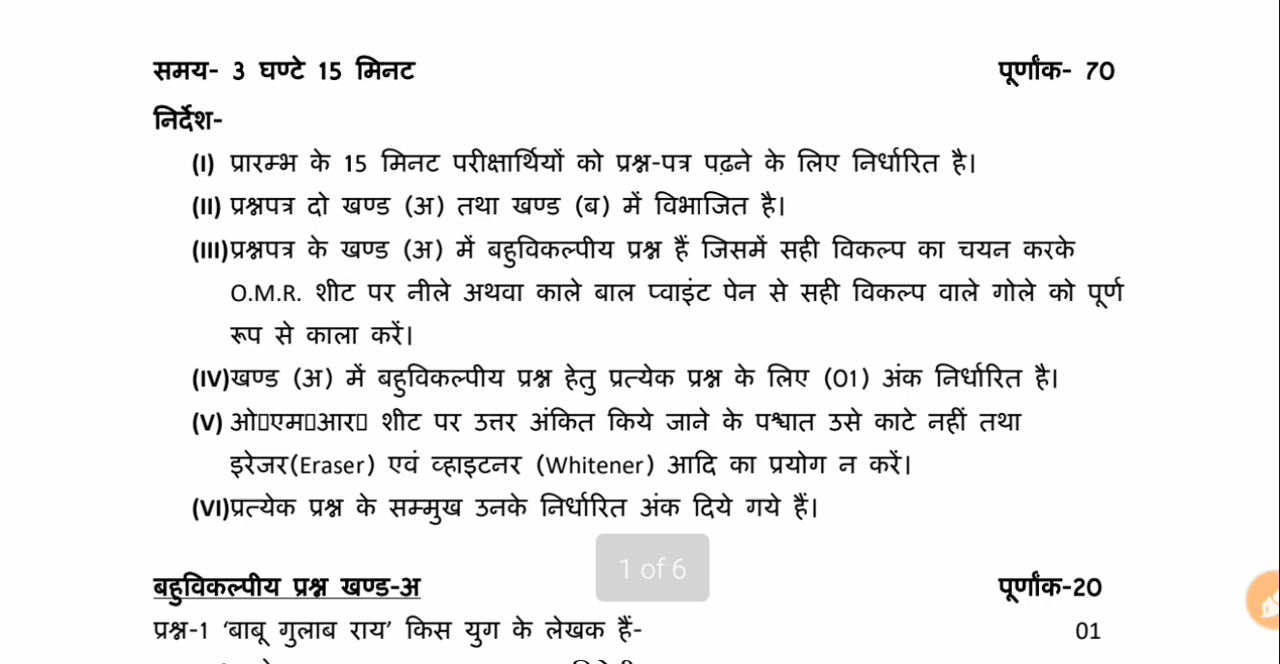 समय- 3 घण्टे 15 मिनट पूर्णांक- 70
निर्देश-
(I) प्रारम्भ के 15 मिनट परीक्षार्थियों को प्रश्न-पत्र पढ़ने के लिए निर्धारित है।
(II) प्रश्नपत्र दो खण्ड (अ) तथा खण्ड (ब) में विभाजित है।
(III)प्रश्नपत्र के खण्ड (अ) में बहुविकल्पीय प्रश्न हैं जिसमें सही विकल्प का चयन करके
O.M.R. शीट पर नीले अथवा काले बाल प्वाइंट पेन से सही विकल्प वाले गोले को पूर्ण
रूप से काला करें।
(IV)खण्ड (अ) में बहुविकल्पीय प्रश्न हेतु प्रत्येक प्रश्न के लिए (01) अंक निर्धारित है।
(V) ओ▯एम▯आर▯ शीट पर उत्तर अंकित किये जाने के पश्चात उसे काटे नहीं तथा
इरेजर(Eraser) एवं व्हाइटनर (Whitener) आदि का प्रयोग न करें।
(VI)प्रत्येक प्रश्न के सम्मुख उनके निर्धारित अंक दिये गये हैं।
1 of 6
बहुविकल्पीय प्रश्न खण्ड-अ पूर्णांक-20
प्रश्न-1 ‘बाबू गुलाब राय’ किस युग के लेखक हैं- 01